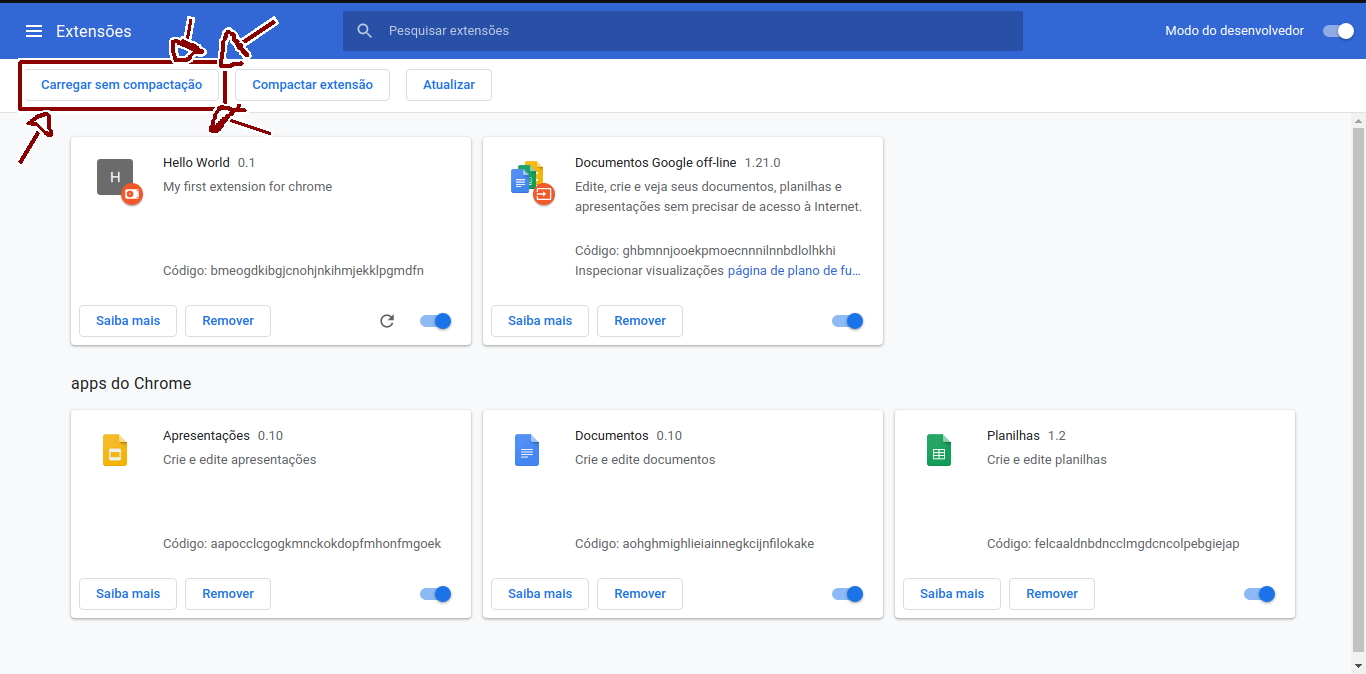 Extensões
Pesquisar extensões
Modo do desenvolvedor
Carregar sem compactação
Compactar extensão
Atualizar
H
Hello World 0.1
My first extension for chrome
Código: bmeogdkibgjcnohjnkihmjekklpgmdfn
Saiba mais
Remover
Documentos Google off-line 1.21.0
Edite, crie e veja seus documentos, planilhas e
apresentações sem precisar de acesso à Internet.
Código: ghbmnnjooekpmoecnnnilnnbdlolhkhi
Inspecionar visualizações página de plano de fu...
Saiba mais
Remover
apps do Chrome
Apresentações 0.10
Crie e edite apresentações
Código: aapocclcgogkmnckokdopfmhonfmgoek
Saiba mais
Remover
Documentos 0.10
Crie e edite documentos
Código: aohghmighlieiainnegkcijnfilokake
Saiba mais
Remover
Planilhas 1.2
Crie e edite planilhas
Código: felcaaldnbdncclmgdcncolpebgiejap
Saiba mais
Remover